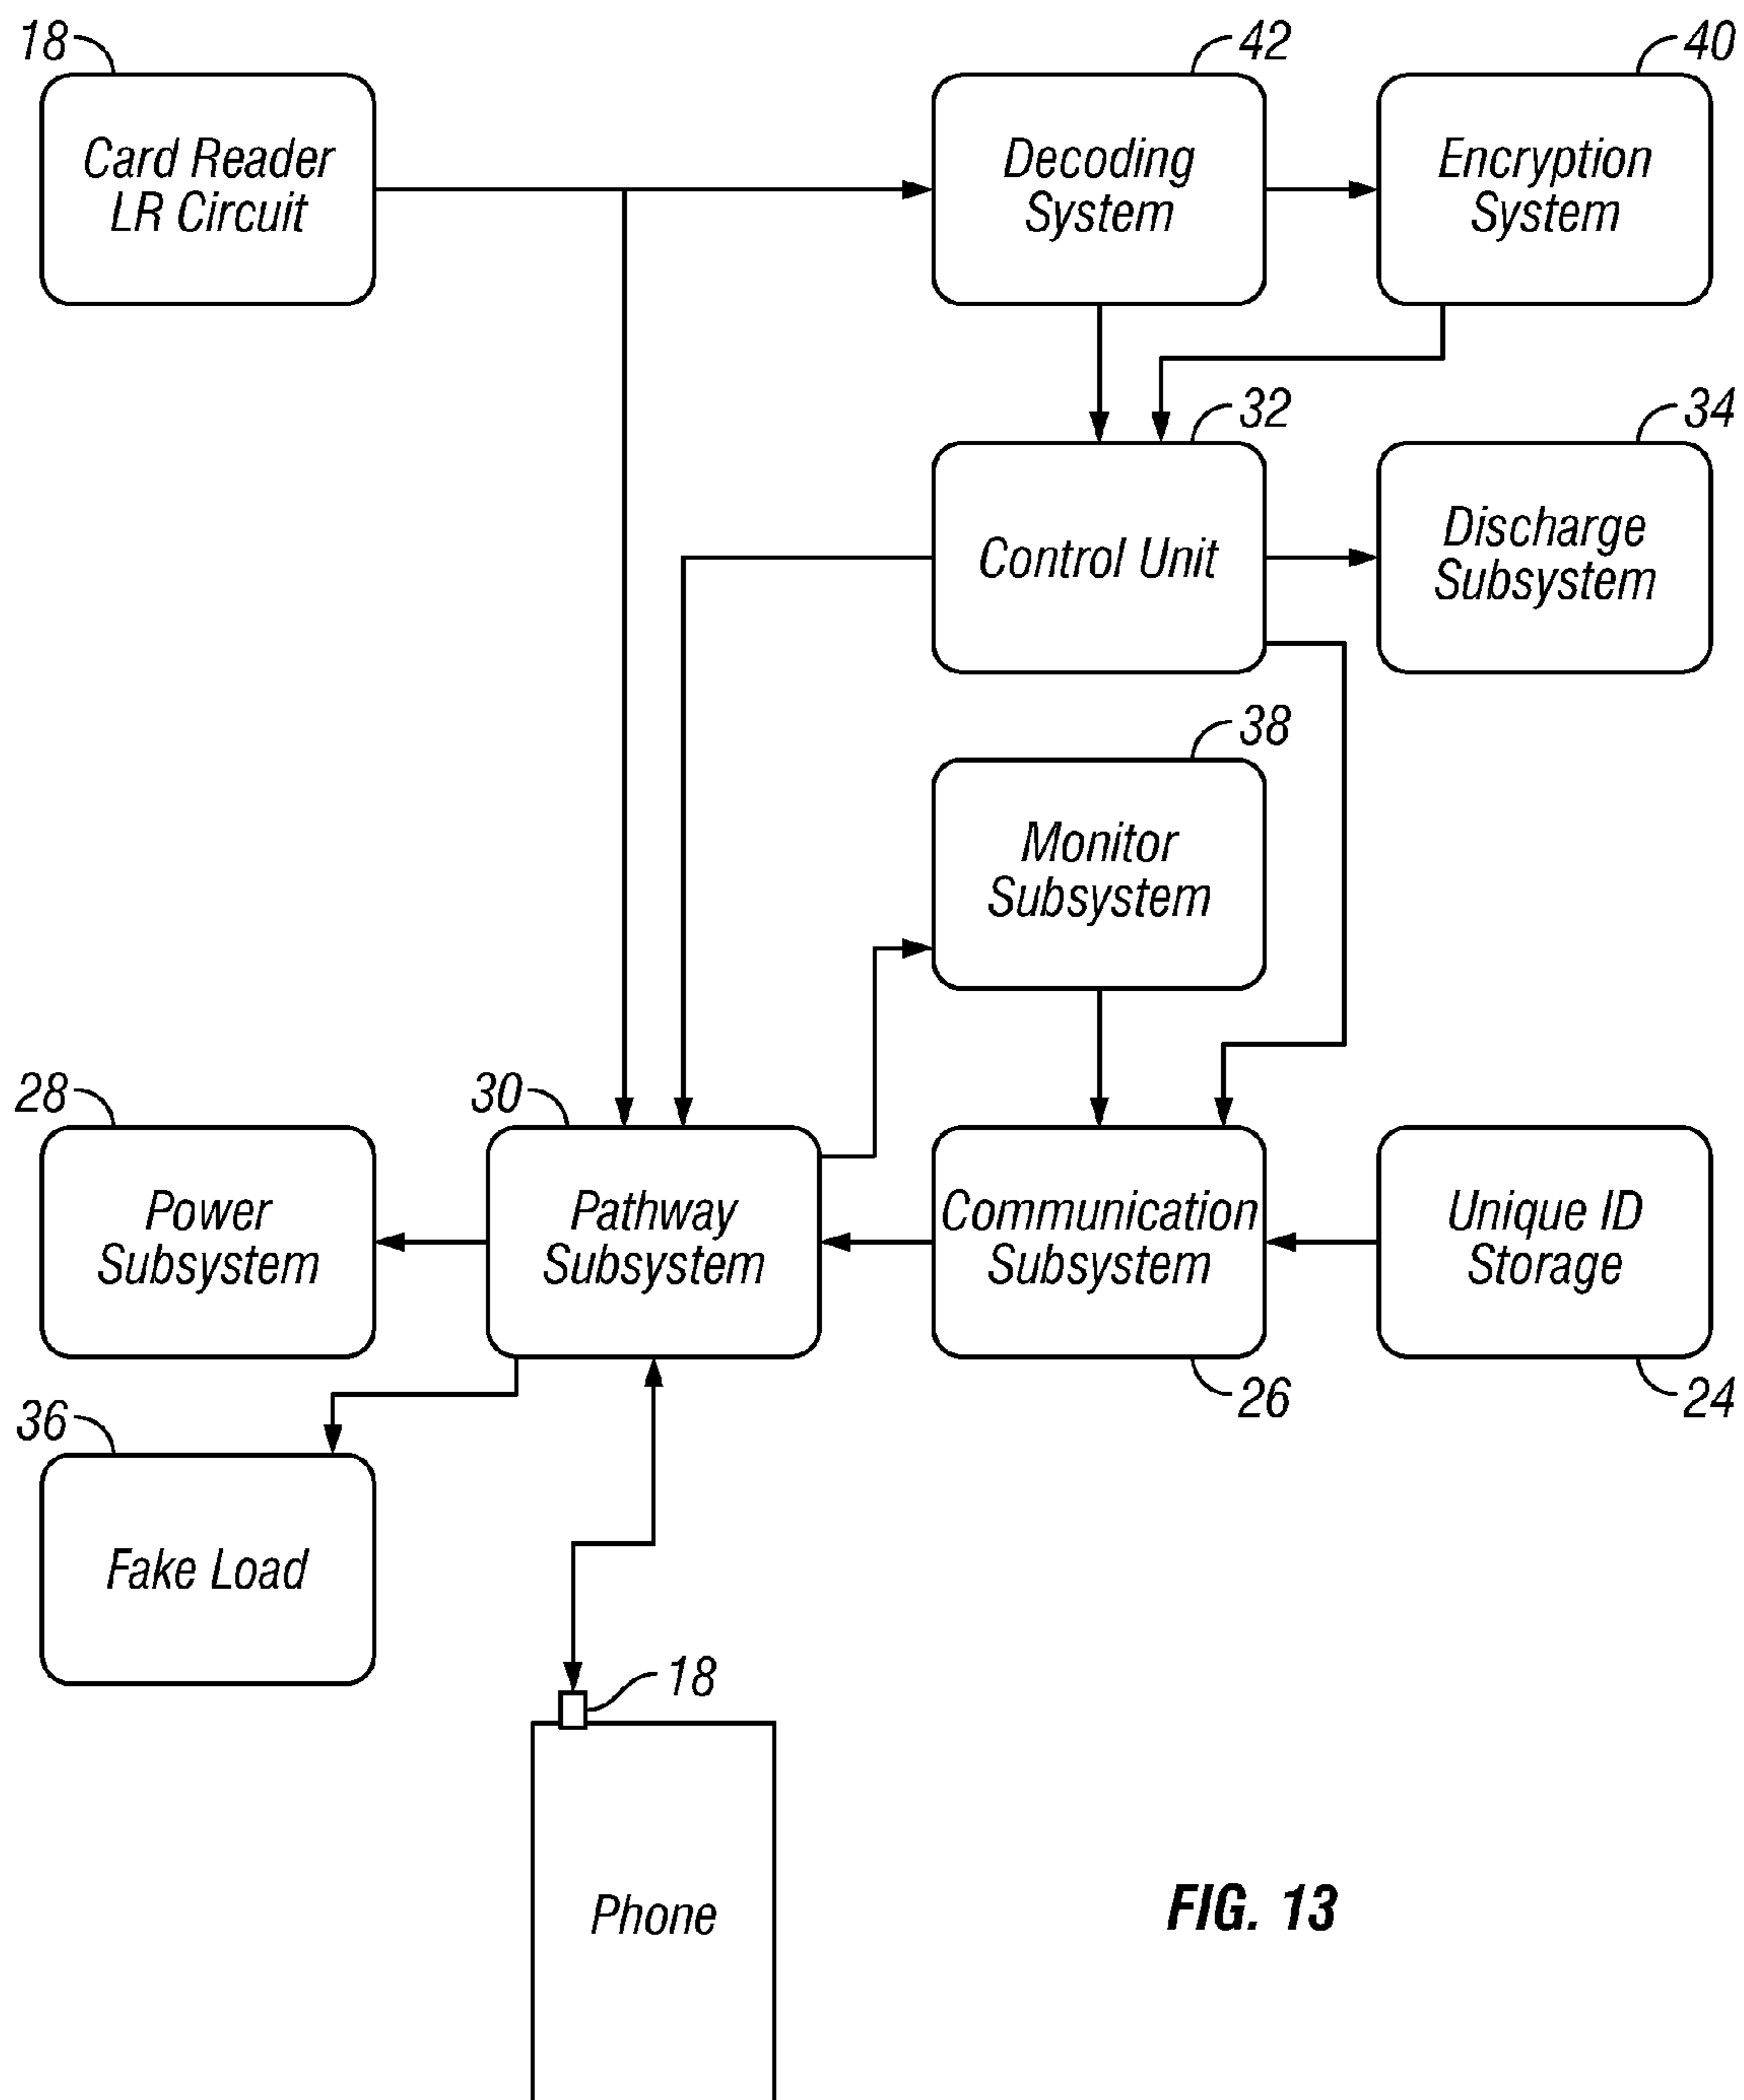 18
42
40
Card Reader
LR Circuit
Decoding
System
Encryption
System
32
34
Control Unit
Discharge
Subsystem
38
Monitor
Subsystem
28
30
Power
Subsystem
Pathway
Subsystem
Communication
Subsystem
Unique ID
Storage
26
24
36
Fake Load
18
Phone
FIG. 13